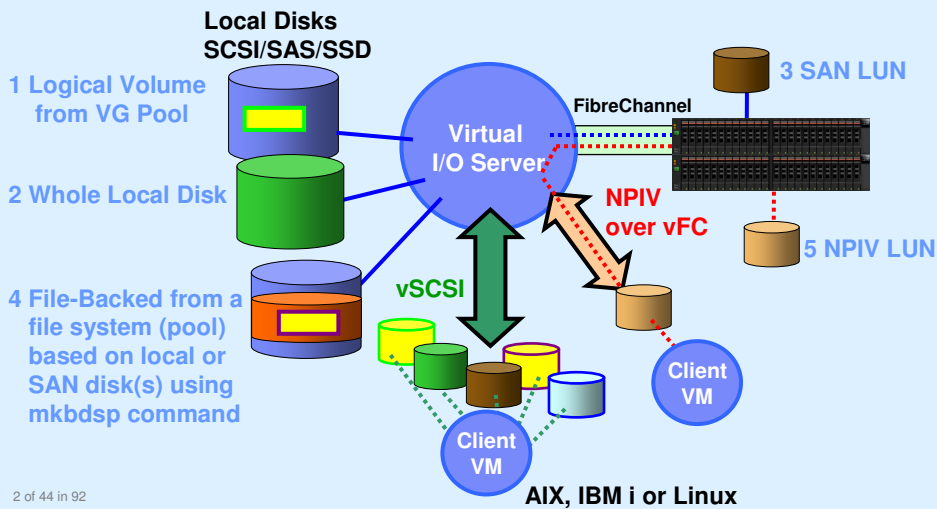 Local Disks
SCSI/SAS/SSD
1 Logical Volume
from VG Pool
2 Whole Local Disk
4 File-Backed from a
file system (pool)
based on local or
SAN disk(s) using
mkbdsp command
Virtual
I/O Server
FibreChannel
3 SAN LUN
NPIV
over vFC
5 NPIV LUN
vSCSI
Client
VM
Client
VM
AIX, IBM i or Linux
2 of 44 in 92